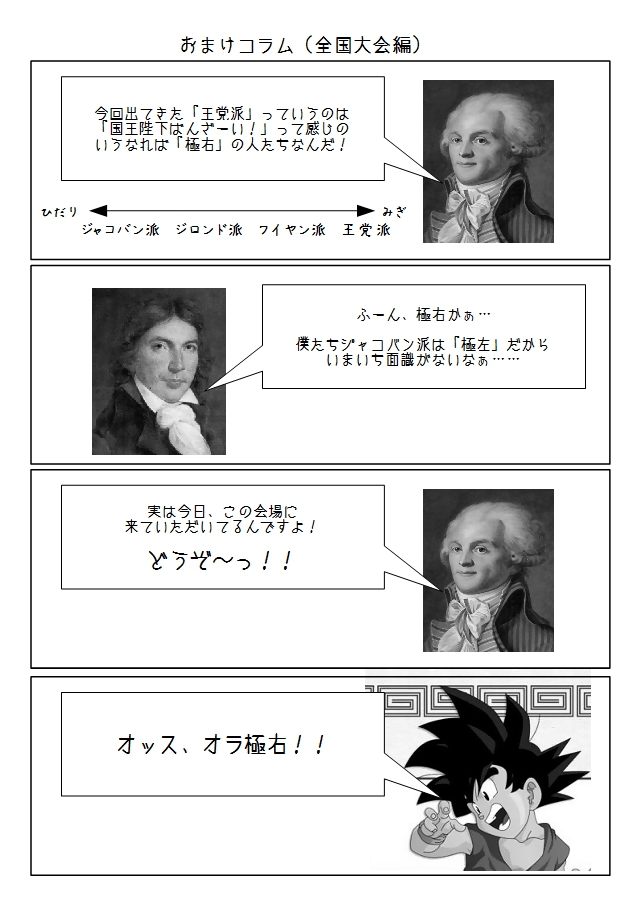 おまけコラム（全国大会編）
今回出てきた「王党派」っていうのは
「国王陛下ばんざーい！」って感じの
いうなれば「極右」の人たちなんだ！
ひだり
みぎ
ジャコバン派 ジロンド派 フイヤン派 王党派
ふーん、極右かぁ…
僕たちジャコバン派は「極左」だから
いまいち面識がないなぁ……
実は今日、この会場に
来ていただいてるんですよ！
どうぞ～っ！！
オッス、オラ極右！！